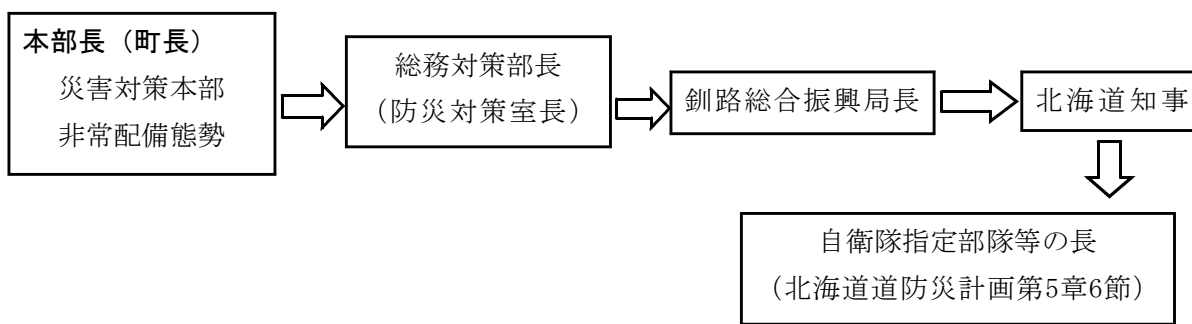 本部長（町長）
災害対策本部
非常配備態勢
総務対策部長
（防災対策室長）
釧路総合振興局長
北海道知事
自衛隊指定部隊等の長
（北海道道防災計画第5章6節）